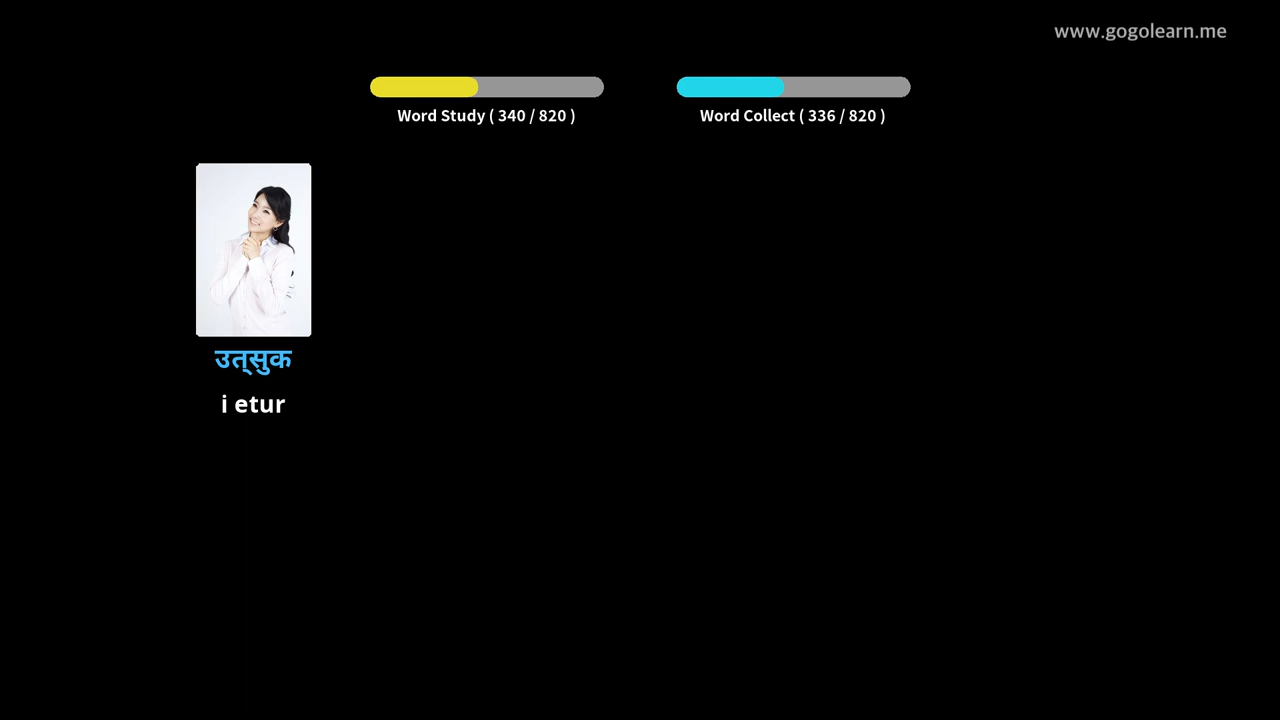 www.gogolearn.me
Word Study ( 340 / 820 )
Word Collect ( 336 / 820 )
उत्सुक
i etur